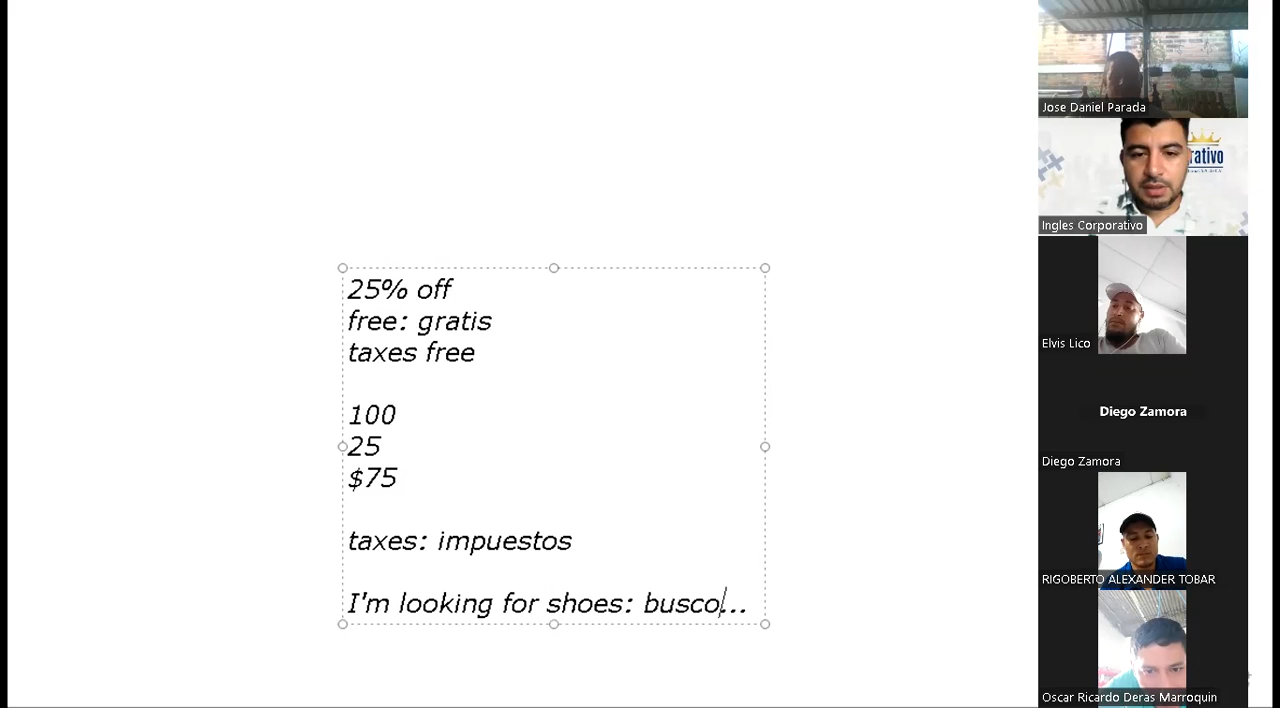 25% off
free: gratis
taxes free
100
25
$75
taxes: impuestos
I'm looking for shoes: busco...
Jose Daniel Parada
rativo
Ingles Corporativo
Elvis Lico
Diego Zamora
Diego Zamora
RIGOBERTO ALEXANDER TOBAR
Oscar Ricardo Deras Marroquin